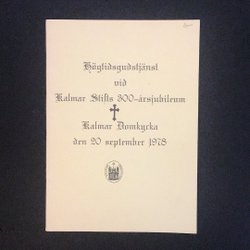 Högtidsgudstjänst
vid
Kalmar Stifts 300-årsjubileum
Kalmar Domkyrka
den 20 september 1978